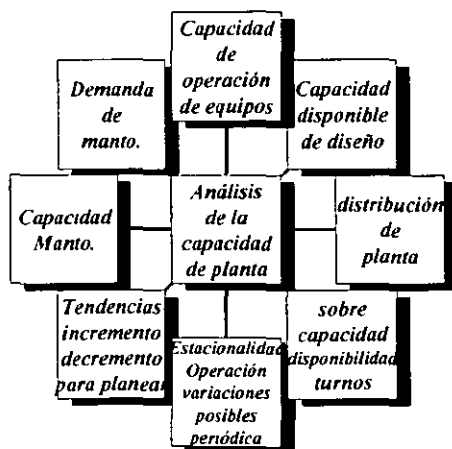 Capacidad
de
operación
de equipos
Demanda
de
manto.
Capacidad
disponible
de diseño
Capacidad
Manto.
Análisis
de la
capacidad
de planta
distribución
de
planta
Tendencias
incremento
decremento
para planear
Estacionalidad
Operación
variaciones
posibles
periódica
sobre
capacidad
disponibilidad
turnos